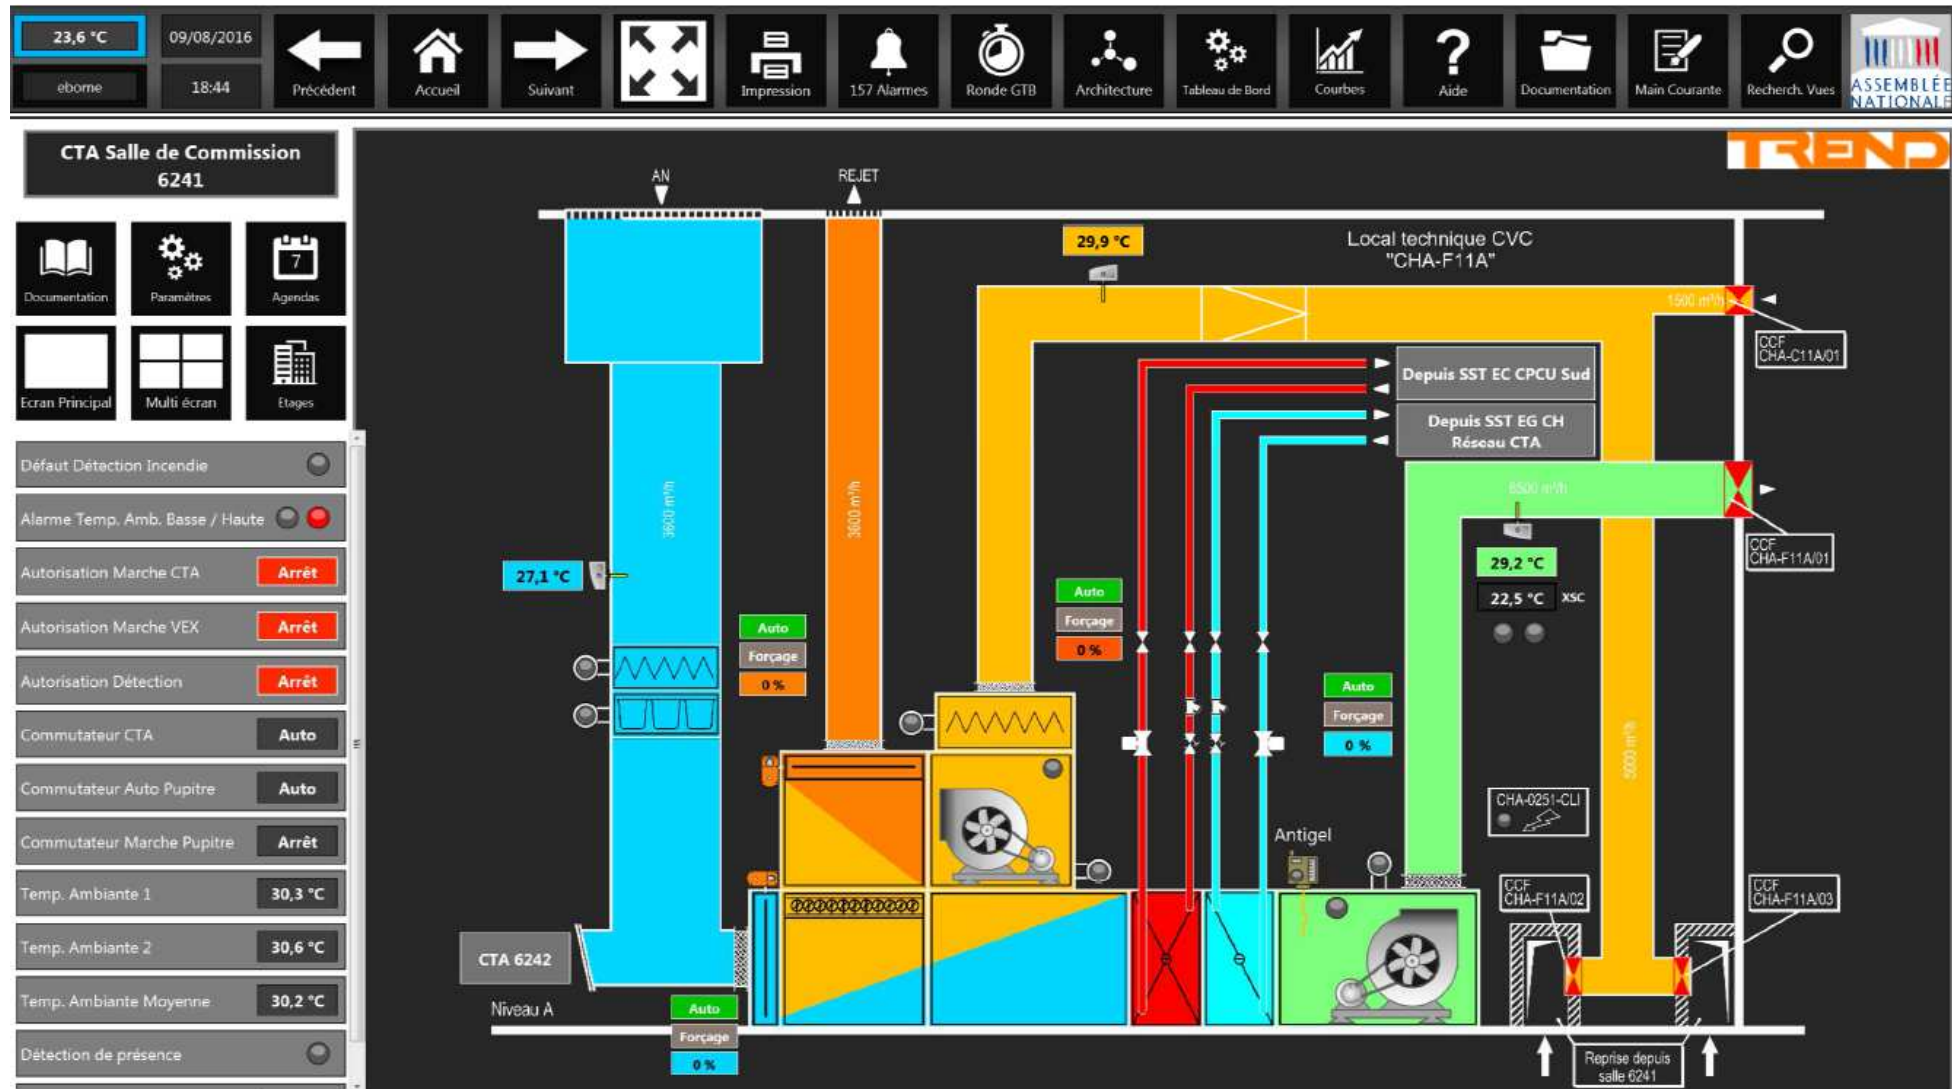 23,6 °C
09/08/2016
eborne
18:44
Précédent
Accueil
Suivant
Impression
157 Alarmes
Ronde GTB
Architecture
Tableau de Bord
Courbes
Aide
Documentation
Main Courante
Recherch. Vues
ASSEMBLÉE
NATIONALE
CTA Salle de Commission
6241
Documentation
Paramètres
7
Agendas
Ecran Principal
Multi écran
Etages
Défaut Détection Incendie
Alarme Temp. Amb. Basse / Haute
Autorisation Marche CTA
Arrêt
Autorisation Marche VEX
Arrêt
Autorisation Détection
Arrêt
Commutateur CTA
Auto
Commutateur Auto Pupitre
Auto
Commutateur Marche Pupitre
Arrêt
Temp. Ambiante 1
30,3 °C
Temp. Ambiante 2
30,6 °C
Temp. Ambiante Moyenne
30,2 °C
Détection de présence
TREND
AN
REJET
29,9 °C
Local technique CVC
"CHA-F11A"
1500 m³/h
CCF
CHA-C11A/01
Depuis SST EC CPCU Sud
Depuis SST EG CH
Réseau CTA
3600 m³/h
3600 m³/h
6500 m³/h
CCF
CHA-F11A/01
27,1 °C
29,2 °C
22,5 °C
XSC
Auto
Forçage
0 %
Auto
Forçage
0 %
Auto
Forçage
0 %
5000 m³/h
CHA-0251-CLI
Antigel
CCF
CHA-F11A/02
CCF
CHA-F11A/03
CTA 6242
Niveau A
Auto
Forçage
0 %
Reprise depuis
salle 6241